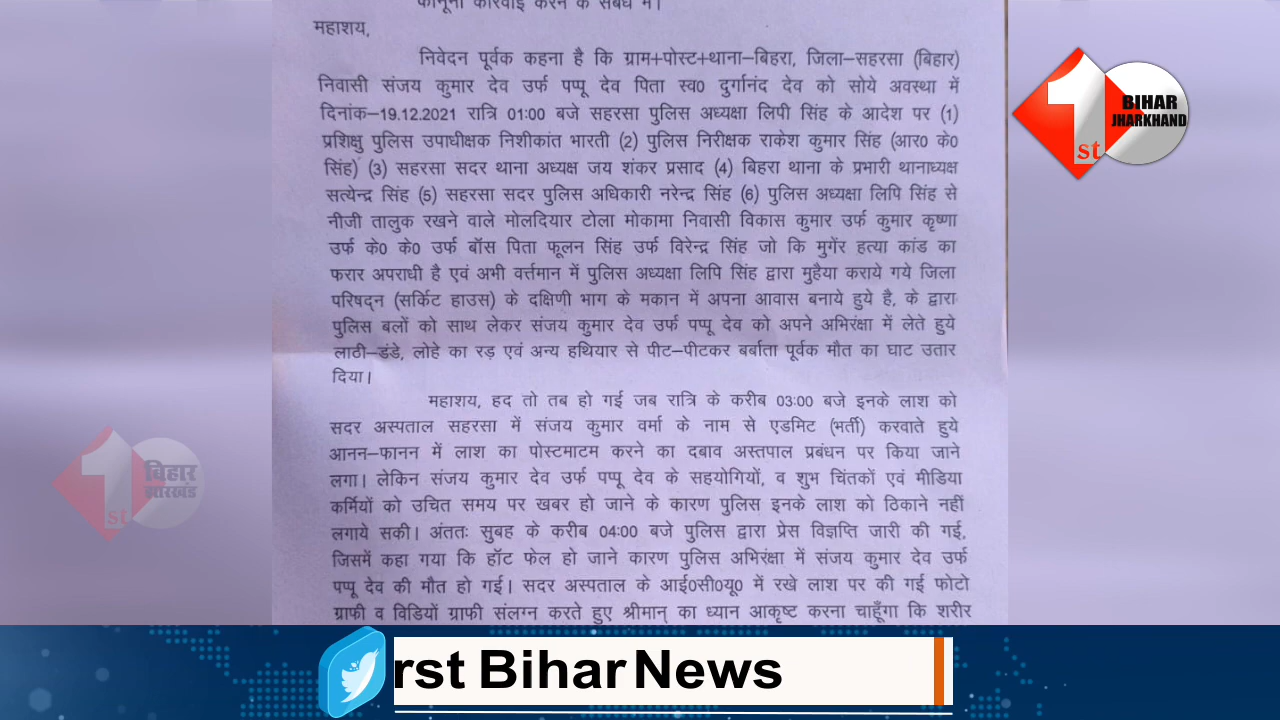 कानूनी कार्रवाई करने के संबंध में।
महाशय,
निवेदन पूर्वक कहना है कि ग्राम+पोस्ट+थाना–बिहरा, जिला–सहरसा (बिहार)
निवासी संजय कुमार देव उर्फ पप्पू देव पिता स्व0 दुर्गानंद देव को सोये अवस्था में
दिनांक–19.12.2021 रात्रि 01:00 बजे सहरसा पुलिस अध्यक्षा लिपी सिंह के आदेश पर (1)
प्रशिक्षु पुलिस उपाधीक्षक निशीकांत भारती (2) पुलिस निरीक्षक राकेश कुमार सिंह (आर0 के0
सिंह) (3) सहरसा सदर थाना अध्यक्ष जय शंकर प्रसाद (4) बिहरा थाना के प्रभारी थानाध्यक्ष
सत्येन्द्र सिंह (5) सहरसा सदर पुलिस अधिकारी नरेन्द्र सिंह (6) पुलिस अध्यक्षा लिपि सिंह से
नीजी तालुक रखने वाले मोलदियार टोला मोकामा निवासी विकास कुमार उर्फ कुमार कृष्णा
उर्फ के0 के0 उर्फ बॉस पिता फूलन सिंह उर्फ विरेन्द्र सिंह जो कि मुगेंर हत्या कांड का
फरार अपराधी है एवं अभी वर्त्तमान में पुलिस अध्यक्षा लिपि सिंह द्वारा मुहैया कराये गये जिला
परिषद्न (सर्किट हाउस) के दक्षिणी भाग के मकान में अपना आवास बनाये हुये है, के द्वारा
पुलिस बलों को साथ लेकर संजय कुमार देव उर्फ पप्पू देव को अपने अभिरंक्षा में लेते हुये
लाठी–डंडे, लोहे का रड़ एवं अन्य हथियार से पीट–पीटकर बर्बाता पूर्वक मौत का घाट उतार
दिया।
महाशय, हद तो तब हो गई जब रात्रि के करीब 03:00 बजे इनके लाश को
सदर अस्पताल सहरसा में संजय कुमार वर्मा के नाम से एडमिट (भर्ती) करवाते हुये
आनन–फानन में लाश का पोस्टमाटम करने का दबाव अस्तपाल प्रबंधन पर किया जाने
लगा। लेकिन संजय कुमार देव उर्फ पप्पू देव के सहयोगियों, व शुभ चिंतकों एवं मीडिया
कर्मियों को उचित समय पर खबर हो जाने के कारण पुलिस इनके लाश को ठिकाने नहीं
लगाये सकी। अंततः सुबह के करीब 04:00 बजे पुलिस द्वारा प्रेस विज्ञप्ति जारी की गई,
जिसमें कहा गया कि हॉट फेल हो जाने कारण पुलिस अभिरंक्षा में संजय कुमार देव उर्फ
पप्पू देव की मौत हो गई। सदर अस्पताल के आई0सी0यू0 में रखे लाश पर की गई फोटो
ग्राफी व विडियों ग्राफी संलग्न करते हुए श्रीमान् का ध्यान आकृष्ट करना चाहूँगा कि शरीर
1st
BIHAR
JHARKHAND
1st
बिहार
झारखंड
rst Bihar News